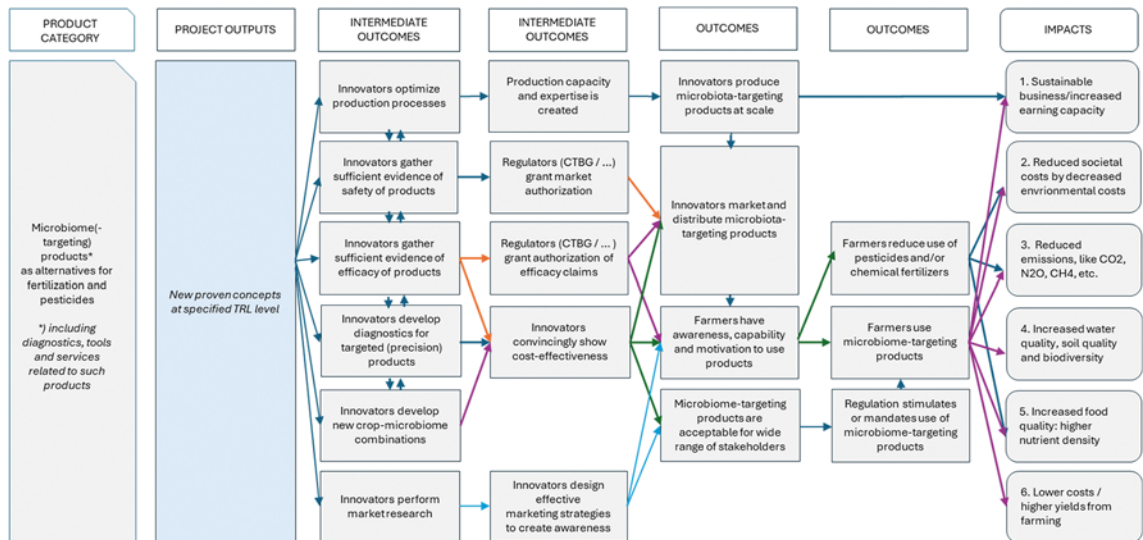 PRODUCT
CATEGORY
PROJECT OUTPUTS
INTERMEDIATE
OUTCOMES
INTERMEDIATE
OUTCOMES
OUTCOMES
OUTCOMES
IMPACTS
Microbiome(-
targeting)
products*
as alternatives for
fertilization and
pesticides
*) including
diagnostics, tools
and services
related to such
products
New proven concepts
at specified TRL level
Innovators optimize
production processes
Innovators gather
sufficient evidence of
safety of products
Innovators gather
sufficient evidence of
efficacy of products
Innovators develop
diagnostics for
targeted (precision)
products
Innovators develop
new crop-microbiome
combinations
Innovators perform
market research
Production capacity
and expertise is
created
Regulators (CTBG / ...)
grant market
authorization
Regulators (CTBG / ...)
grant authorization of
efficacy claims
Innovators
convincingly show
cost-effectiveness
Innovators design
effective
marketing strategies
to create awareness
Innovators produce
microbiota-targeting
products at scale
Innovators market and
distribute microbiota-
targeting products
Farmers have
awareness, capability
and motivation to use
products
Microbiome-targeting
products are
acceptable for wide
range of stakeholders
Farmers reduce use of
pesticides and/or
chemical fertilizers
Farmers use
microbiome-targeting
products
Regulation stimulates
or mandates use of
microbiome-targeting
products
1. Sustainable
business/increased
earning capacity
2. Reduced societal
costs by decreased
envrionmental costs
3. Reduced
emissions, like CO2,
N2O, CH4, etc.
4. Increased water
quality, soil quality
and biodiversity
5. Increased food
quality: higher
nutrient density
6. Lower costs /
higher yields from
farming